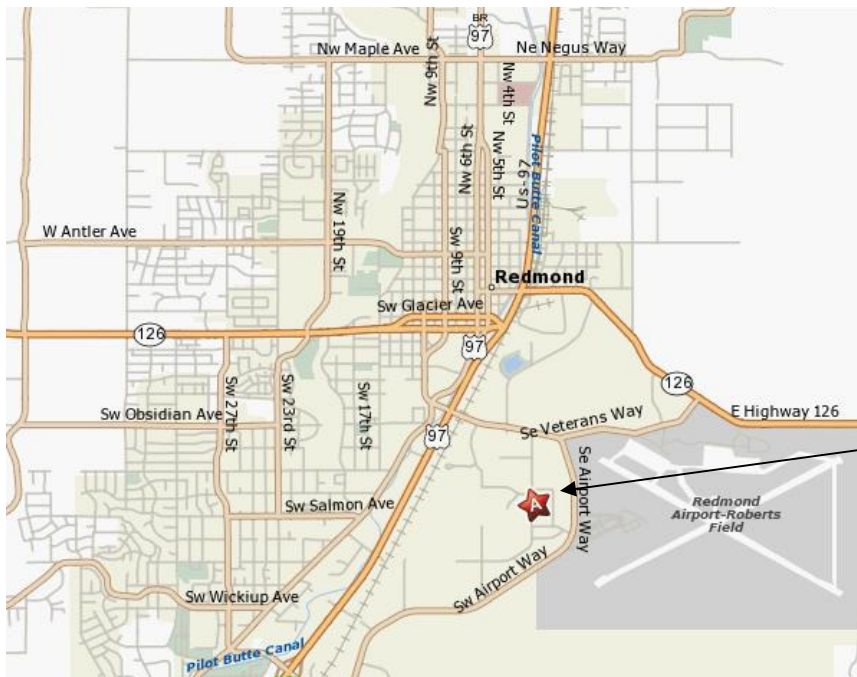 BR
97
Nw Maple Ave
Ne Negus Way
Nw 9th St
Nw 4th St
Nw 6th St
Nw 5th St
US-97
Pilot Butte Canal
Nw 19th St
W Antler Ave
Sw 9th St
Redmond
Sw Glacier Ave
126
97
126
Sw 27th St
Sw 23rd St
Sw 17th St
Sw Obsidian Ave
E Highway 126
Se Veterans Way
97
Se Airport Way
A
Redmond
Airport-Roberts
Field
Sw Salmon Ave
Sw Airport Way
Sw Wickiup Ave
Pilot Butte Canal